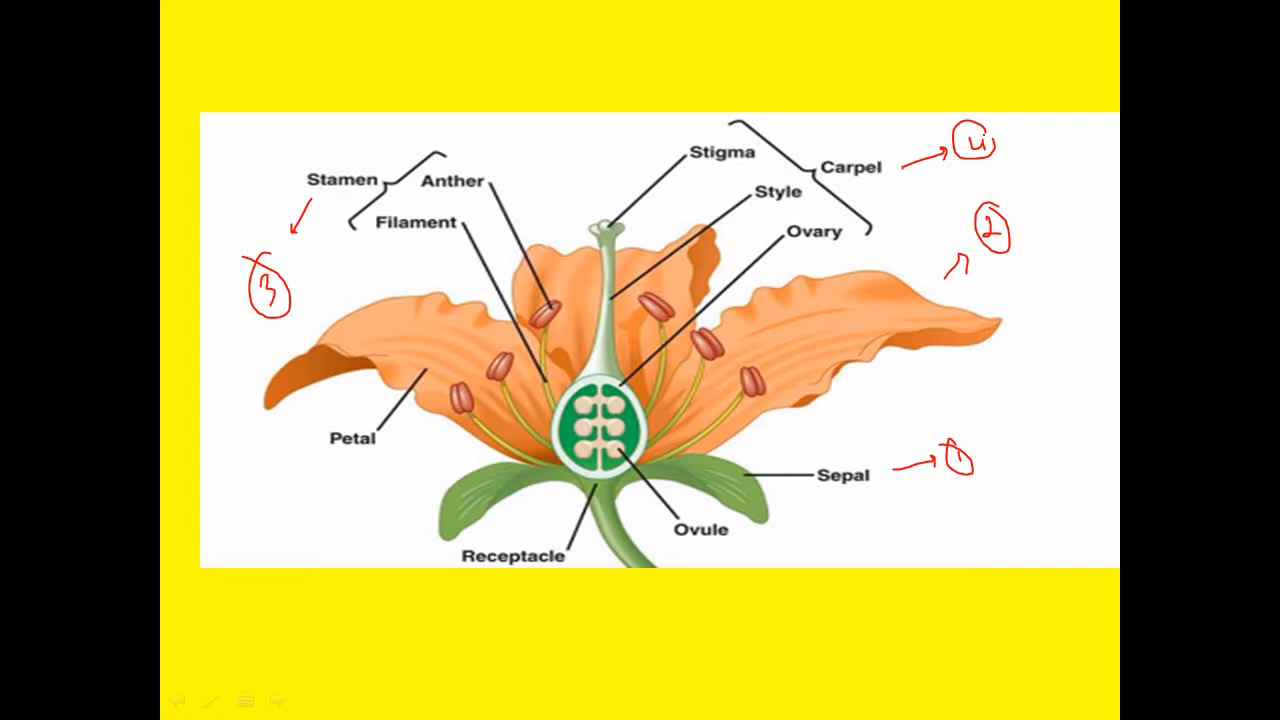 Stigma
Carpel
4
Stamen
Anther
Style
Filament
Ovary
2
3
Petal
Sepal
1
Ovule
Receptacle